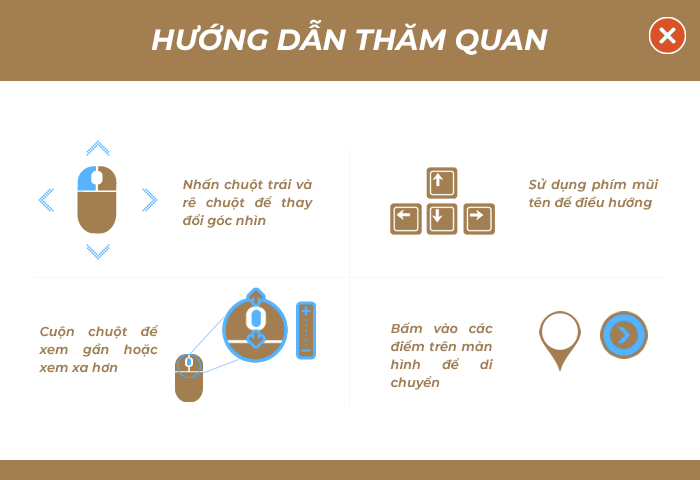 HƯỚNG DẪN THĂM QUAN
Nhấn chuột trái và
rê chuột để thay
đổi góc nhìn
Sử dụng phím mũi
tên để điều hướng
Cuộn chuột để
xem gần hoặc
xem xa hơn
Bấm vào các
điểm trên màn
hình để di
chuyển